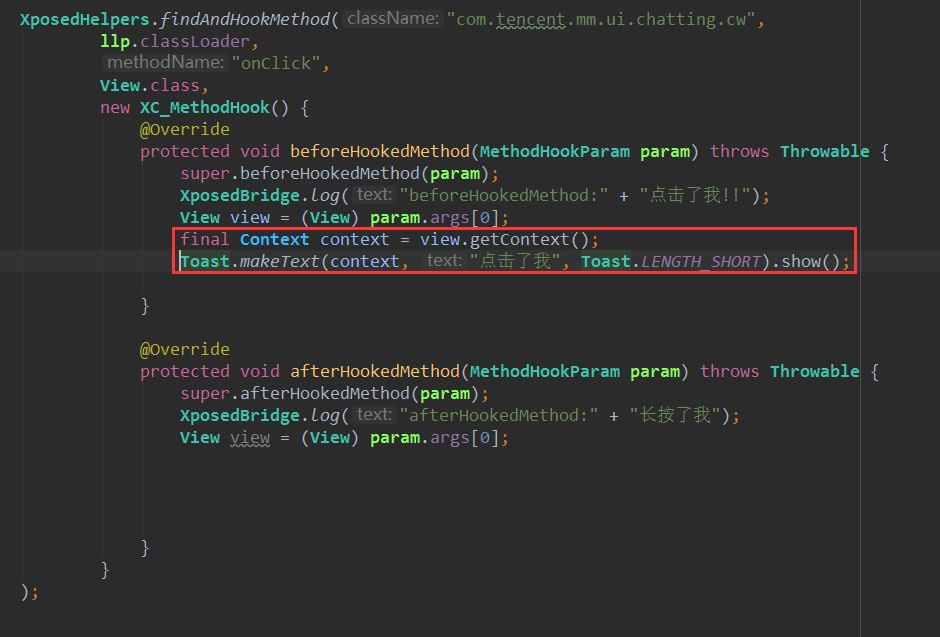 XposedHelpers.findAndHookMethod( className: "com.tencent.mm.ui.chatting.cw",
llp.classLoader,
methodName: "onClick",
View.class,
new XC_MethodHook() {
@Override
protected void beforeHookedMethod(MethodHookParam param) throws Throwable {
super.beforeHookedMethod(param);
XposedBridge.log( text: "beforeHookedMethod:" + "点击了我!!");
View view = (View) param.args[0];
final Context context = view.getContext();
Toast.makeText(context, text: "点击了我", Toast.LENGTH_SHORT).show();
}
@Override
protected void afterHookedMethod(MethodHookParam param) throws Throwable {
super.afterHookedMethod(param);
XposedBridge.log( text: "afterHookedMethod:" + "长按了我");
View view = (View) param.args[0];
}
}
);